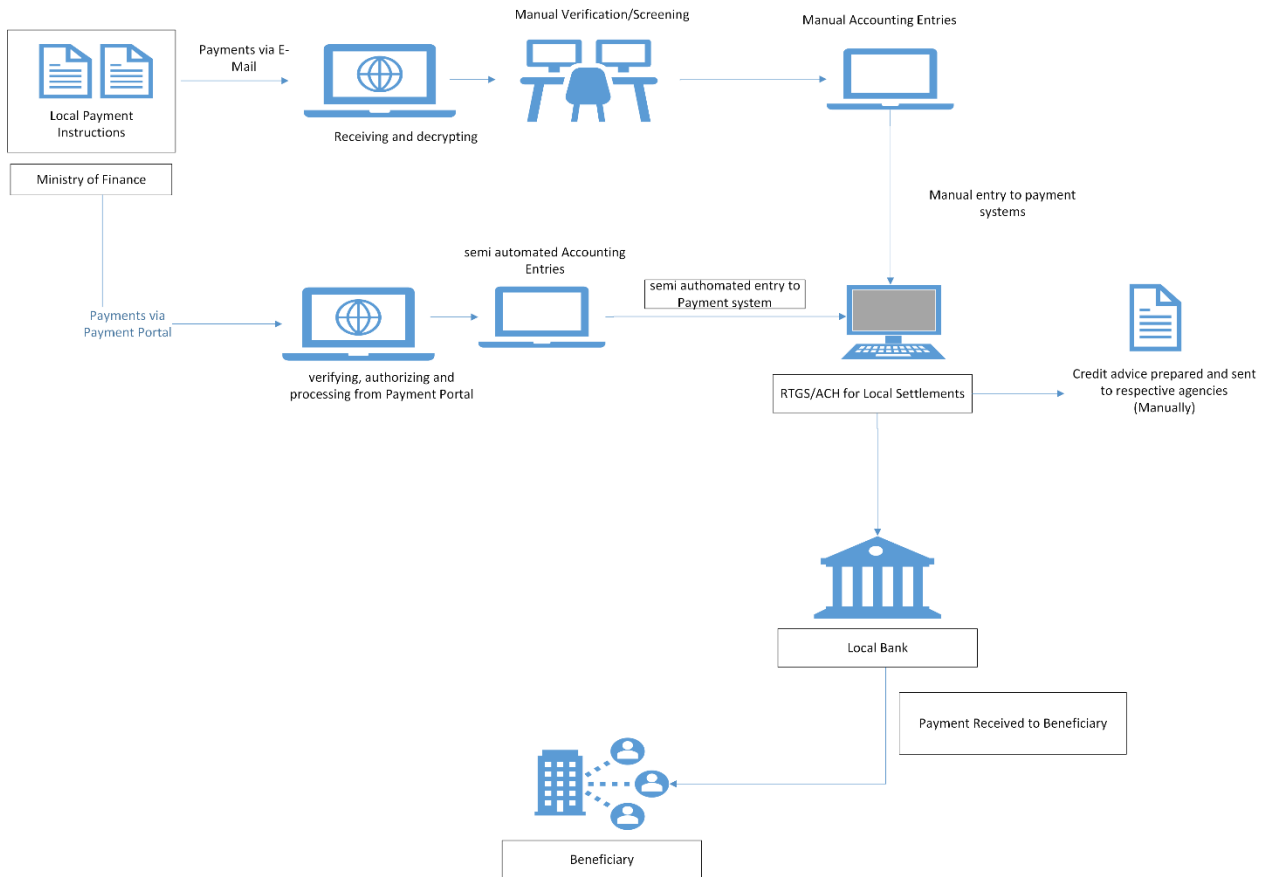 Manual Verification/Screening
Manual Accounting Entries
Payments via E-
Mail
Local Payment
Instructions
Receiving and decrypting
Ministry of Finance
Manual entry to payment
systems
semi automated Accounting
Entries
semi authomated entry to
Payment system
Payments via
Payment Portal
verifying, authorizing and
processing from Payment Portal
RTGS/ACH for Local Settlements
Credit advice prepared and sent
to respective agencies
(Manually)
Local Bank
Payment Received to Beneficiary
Beneficiary